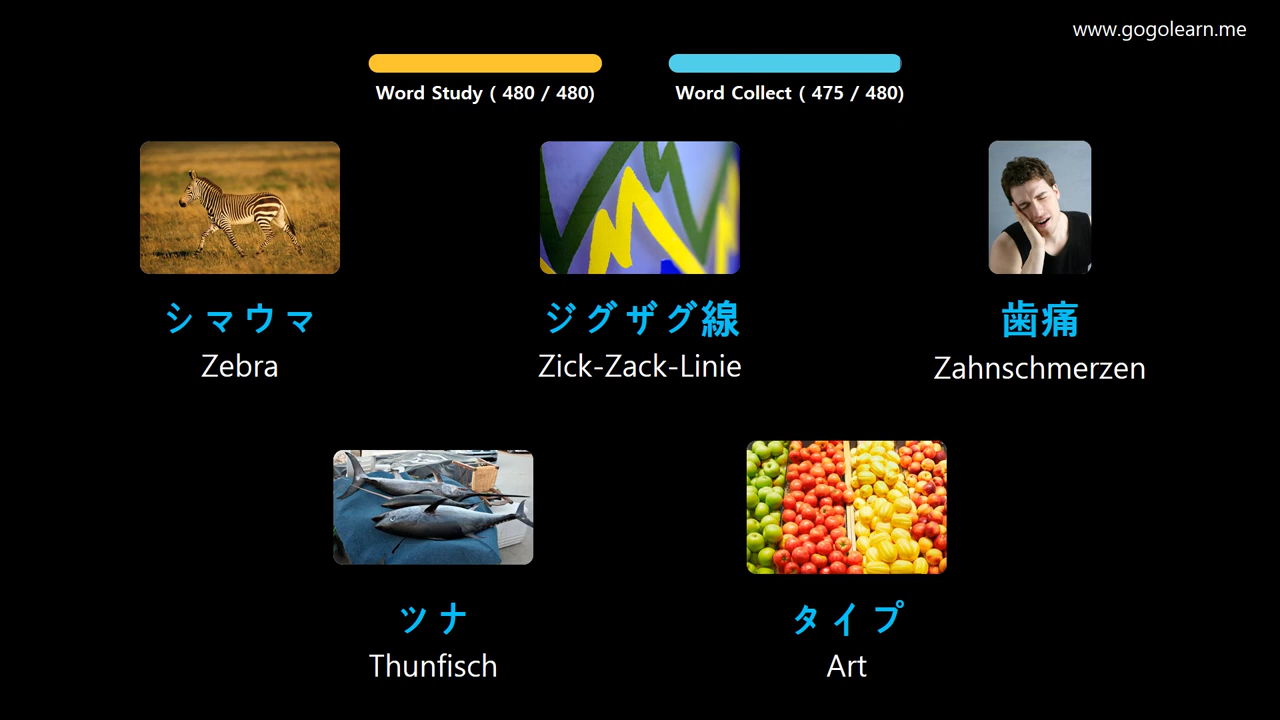 www.gogolearn.me
Word Study ( 480 / 480)
Word Collect ( 475 / 480)
シマウマ
Zebra
ジグザグ線
Zick-Zack-Linie
歯痛
Zahnschmerzen
ツナ
Thunfisch
タイプ
Art